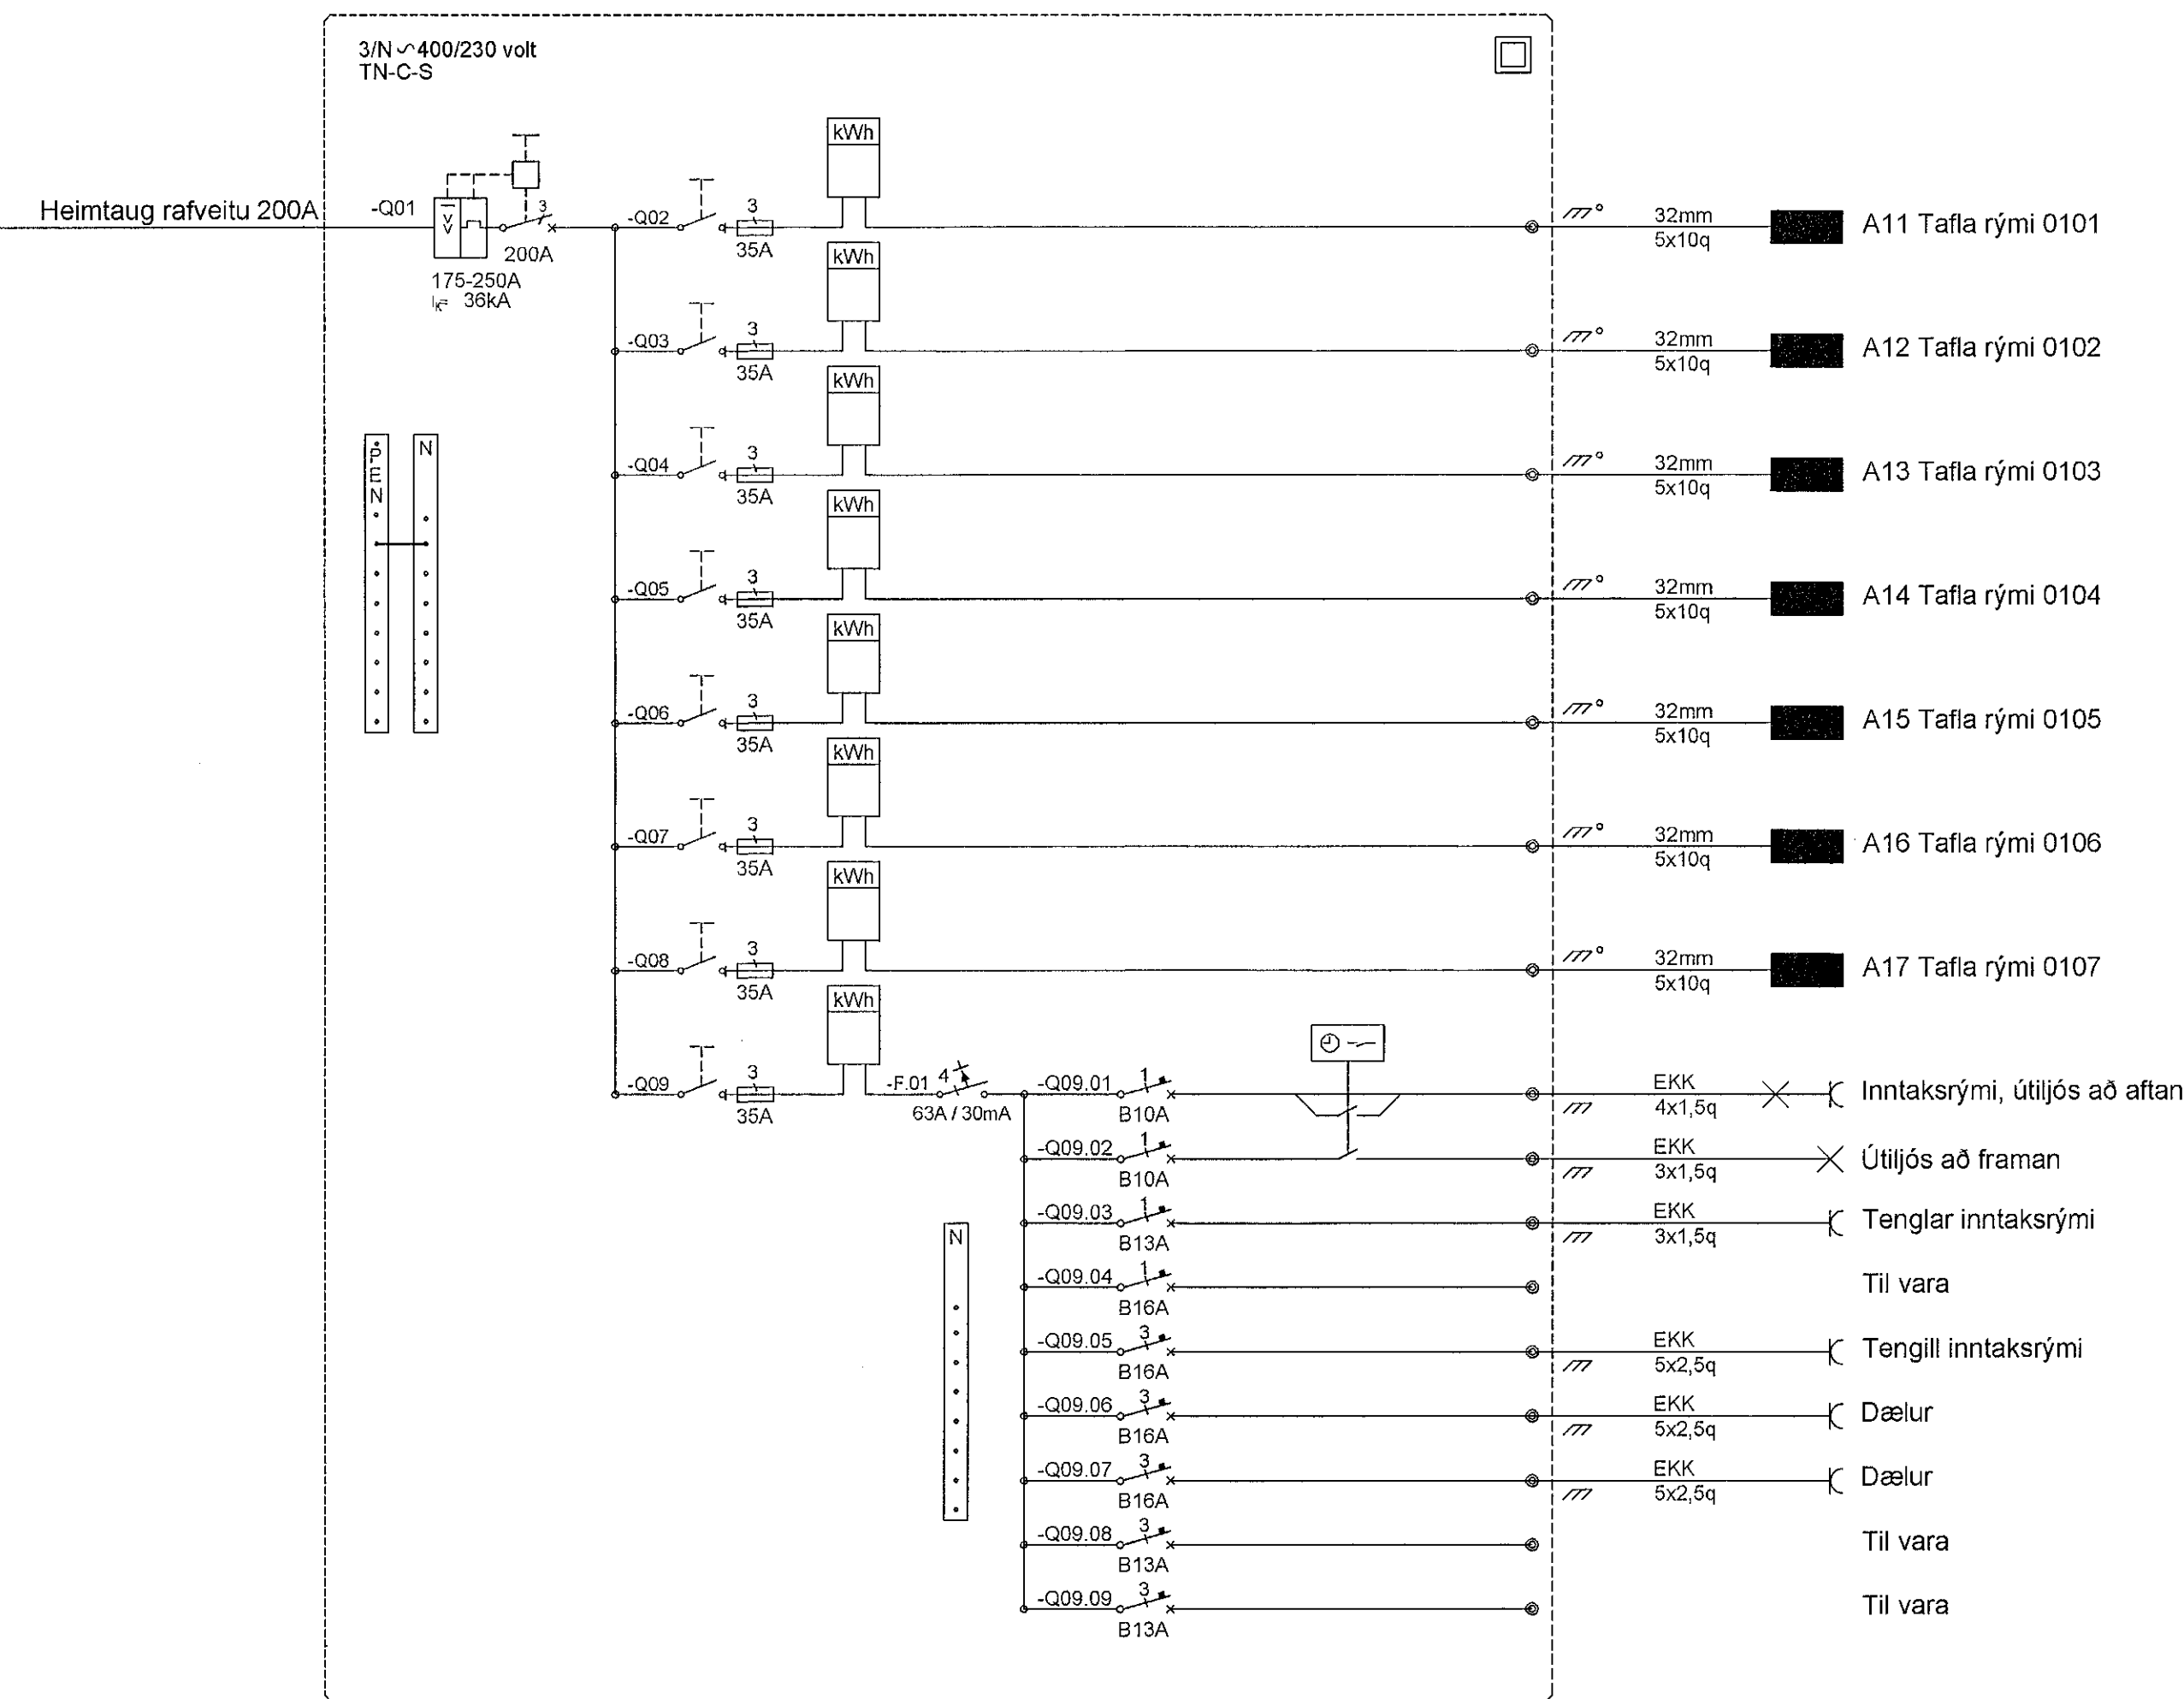 3/N ~ 400/230 volt
TN-C-S
kWh
Heimtaug rafveitu 200A
-Q01
3
200A
175-250A
Iκ= 36kA
-Q02
3
35A
32mm
5x10q
A11 Tafla rými 0101
kWh
-Q03
3
35A
32mm
5x10q
A12 Tafla rými 0102
kWh
-Q04
3
35A
32mm
5x10q
A13 Tafla rými 0103
PEN
N
kWh
-Q05
3
35A
32mm
5x10q
A14 Tafla rými 0104
kWh
-Q06
3
35A
32mm
5x10q
A15 Tafla rými 0105
kWh
-Q07
3
35A
32mm
5x10q
A16 Tafla rými 0106
kWh
-Q08
3
35A
32mm
5x10q
A17 Tafla rými 0107
kWh
-Q09
3
35A
-F.01
4
63A / 30mA
-Q09.01
1
B10A
EKK
4x1,5q
Inntaksrými, útiljós að aftan
-Q09.02
1
B10A
EKK
3x1,5q
Útiljós að framan
-Q09.03
1
B13A
EKK
3x1,5q
Tenglar inntaksrými
N
-Q09.04
1
B16A
Til vara
-Q09.05
3
B16A
EKK
5x2,5q
Tengill inntaksrými
-Q09.06
3
B16A
EKK
5x2,5q
Dælur
-Q09.07
3
B16A
EKK
5x2,5q
Dælur
-Q09.08
3
B13A
Til vara
-Q09.09
3
B13A
Til vara